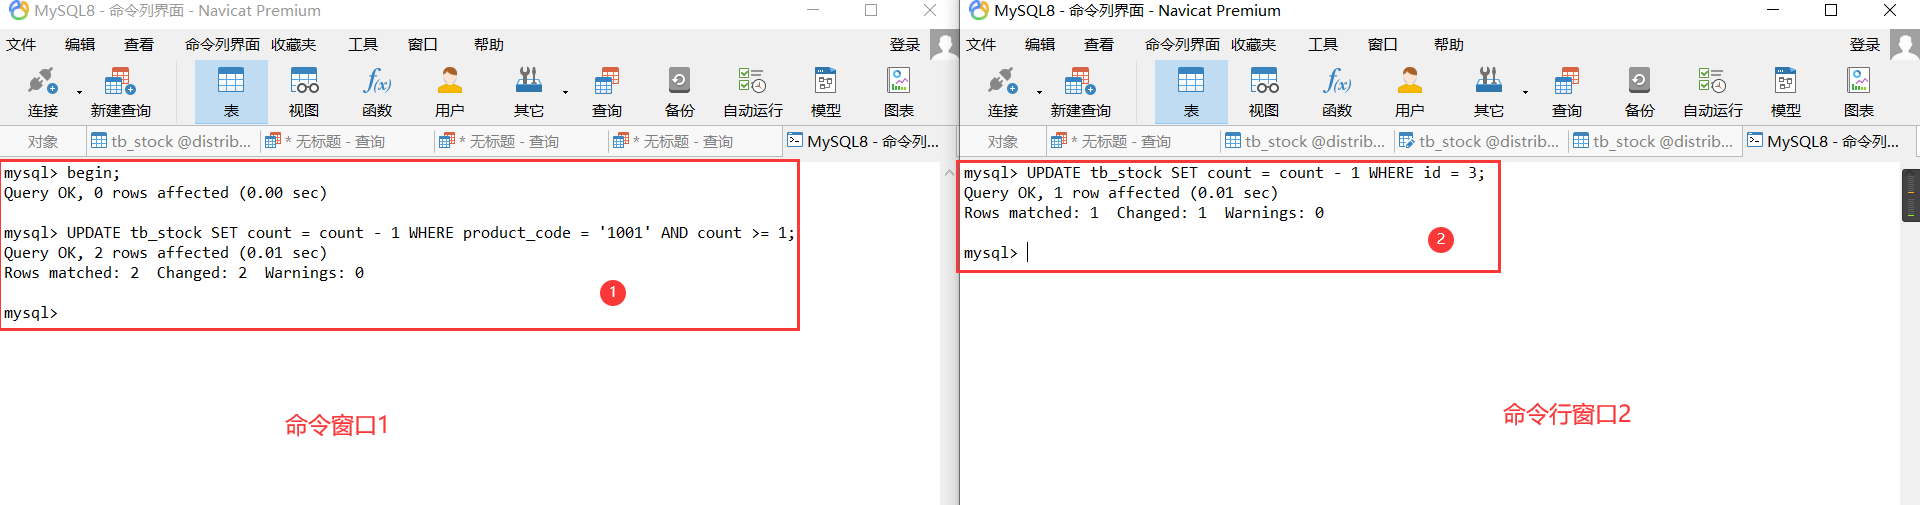 MySQL8 - 命令列界面 - Navicat Premium
文件 编辑 查看 命令列界面 收藏夹 工具 窗口 帮助 登录
连接 新建查询 表 视图 函数 用户 其它 查询 备份 自动运行 模型 图表
对象 tb_stock @distrib... * 无标题 - 查询 * 无标题 - 查询 * 无标题 - 查询 MySQL8 - 命令列...
mysql> begin;
Query OK, 0 rows affected (0.00 sec)
mysql> UPDATE tb_stock SET count = count - 1 WHERE product_code = '1001' AND count >= 1;
Query OK, 2 rows affected (0.01 sec)
Rows matched: 2  Changed: 2  Warnings: 0
1
mysql>
命令窗口1
MySQL8 - 命令列界面 - Navicat Premium
文件 编辑 查看 命令列界面 收藏夹 工具 窗口 帮助 登录
连接 新建查询 表 视图 函数 用户 其它 查询 备份 自动运行 模型 图表
对象 * 无标题 - 查询 tb_stock @distrib... tb_stock @distrib... tb_stock @distrib... MySQL8 - 命令列...
mysql> UPDATE tb_stock SET count = count - 1 WHERE id = 3;
Query OK, 1 row affected (0.01 sec)
Rows matched: 1  Changed: 1  Warnings: 0
2
mysql>
命令行窗口2